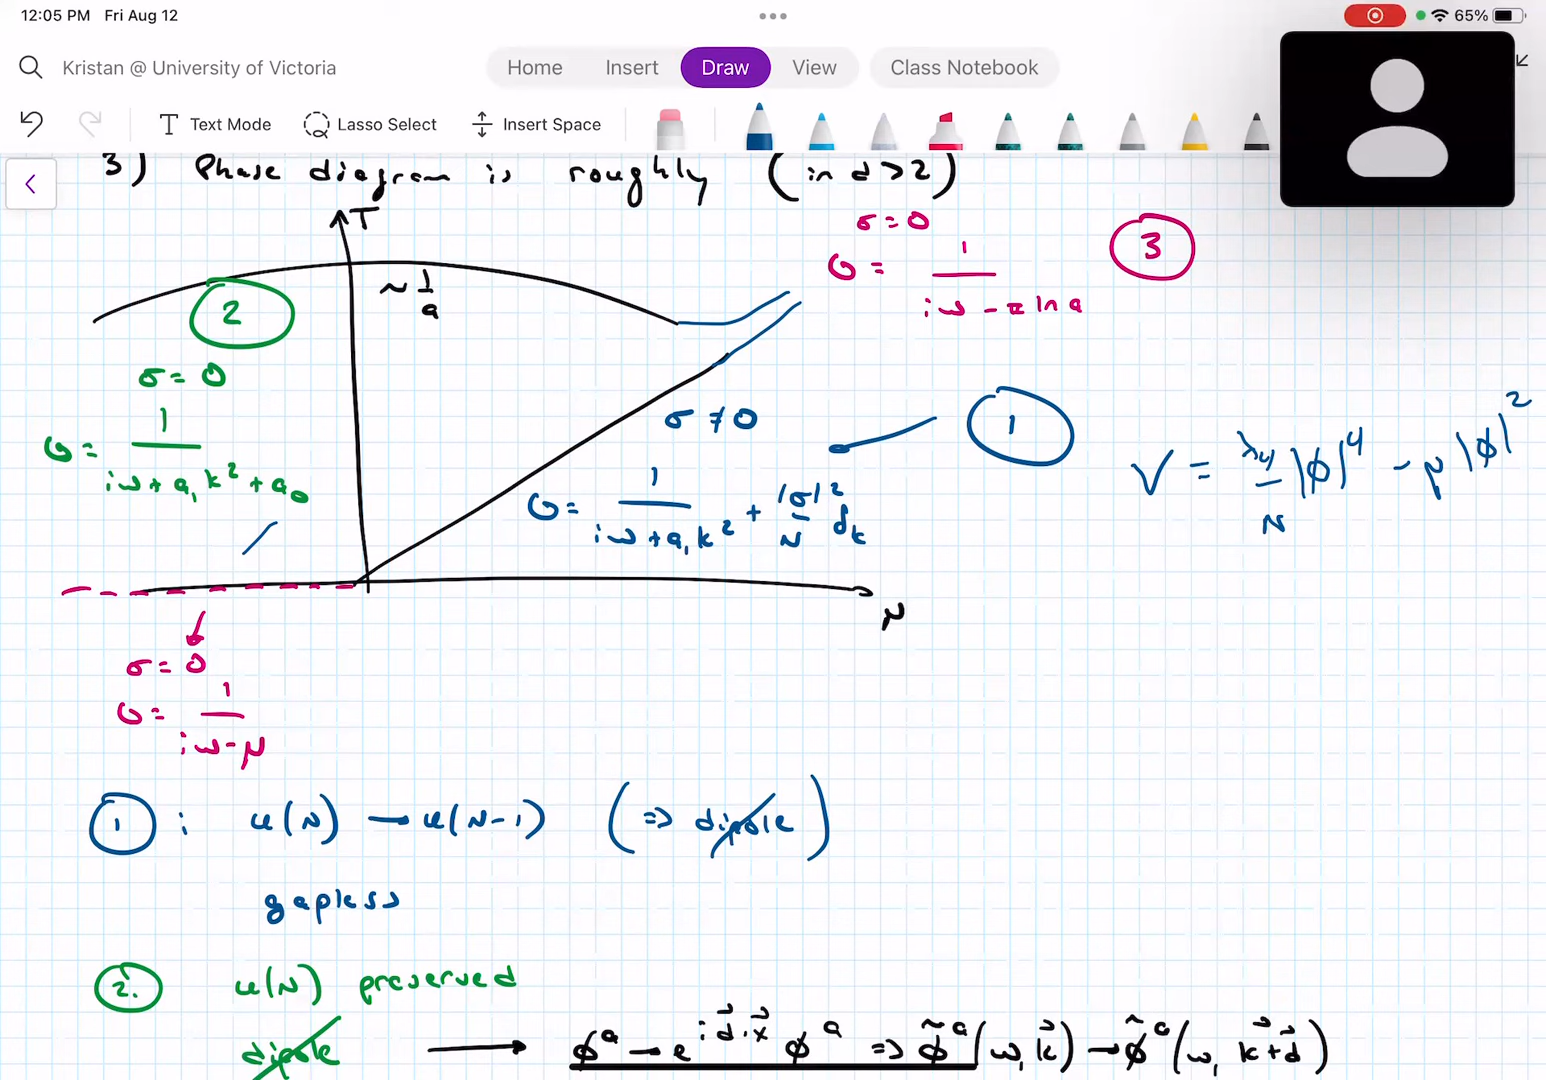 12:05 PM Fri Aug 12
65%
Kristan @ University of Victoria
Home Insert Draw View Class Notebook
Text Mode Lasso Select Insert Space
3) Phase diagram is roughly (in d>2)
T
~ 1/a
σ = 0
G = 1/(iω - π ln a)
3
2
σ = 0
G = 1/(iω + a₁k² + a₀)
σ ≠ 0
G = 1/(iω + a₁k²) + |σ|²/N δk
1
V = λ₄/N |φ|⁴ - μ|φ|²
μ
σ = 0
G = 1/(iω - μ)
1 : U(N) → U(N-1) (⇒ dipole)
gapless
2. U(N) preserved
dipole → φᵃ → e^{i d⃗·x⃗} φᵃ ⇒ φ̃ᵃ(ω, k⃗) → φ̃ᵃ(ω, k⃗+d⃗)